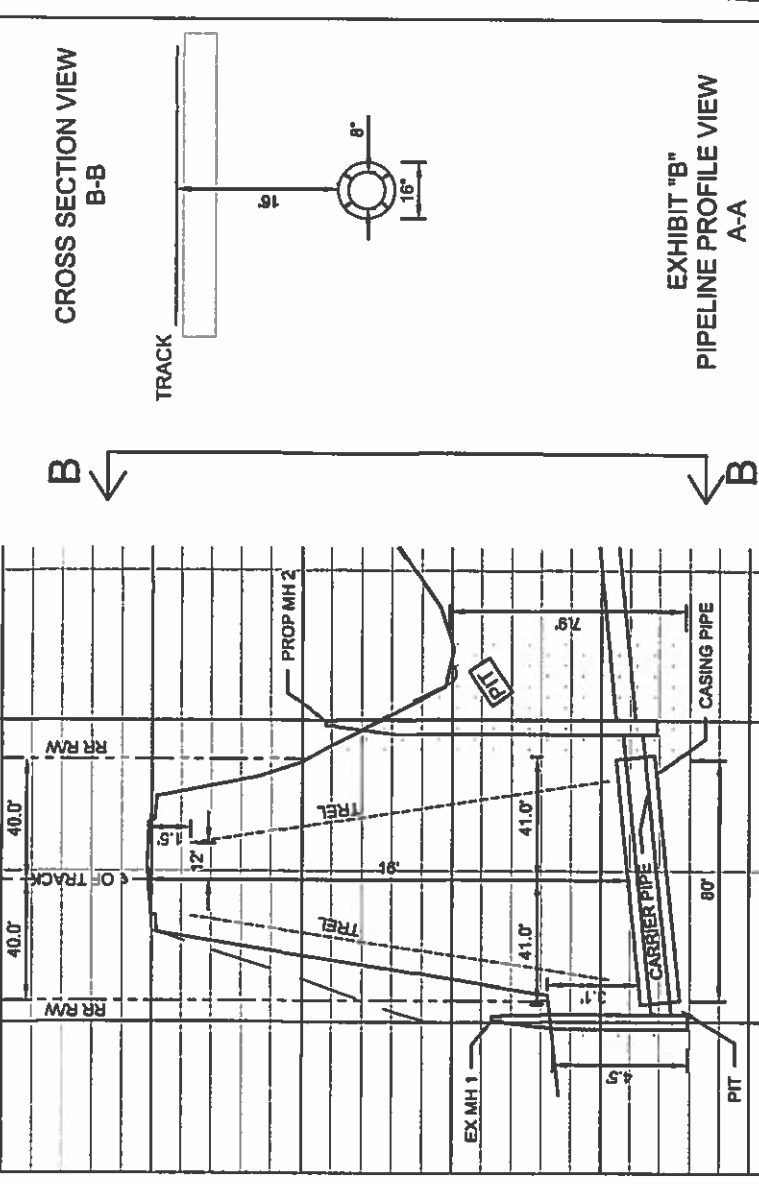 CROSS SECTION VIEW
B-B
TRACK
16'
8"
16"
EXHIBIT "B"
PIPELINE PROFILE VIEW
A-A
B
B
PROP MH 2
PIT
7.9'
CASING PIPE
RR R/W
40.0'
40.0'
1.5'
12'
℄ OF TRACK
TREL
TREL
16'
41.0'
41.0'
CARRIER PIPE
80'
RR R/W
3.1'
EX MH 1
4.5'
PIT